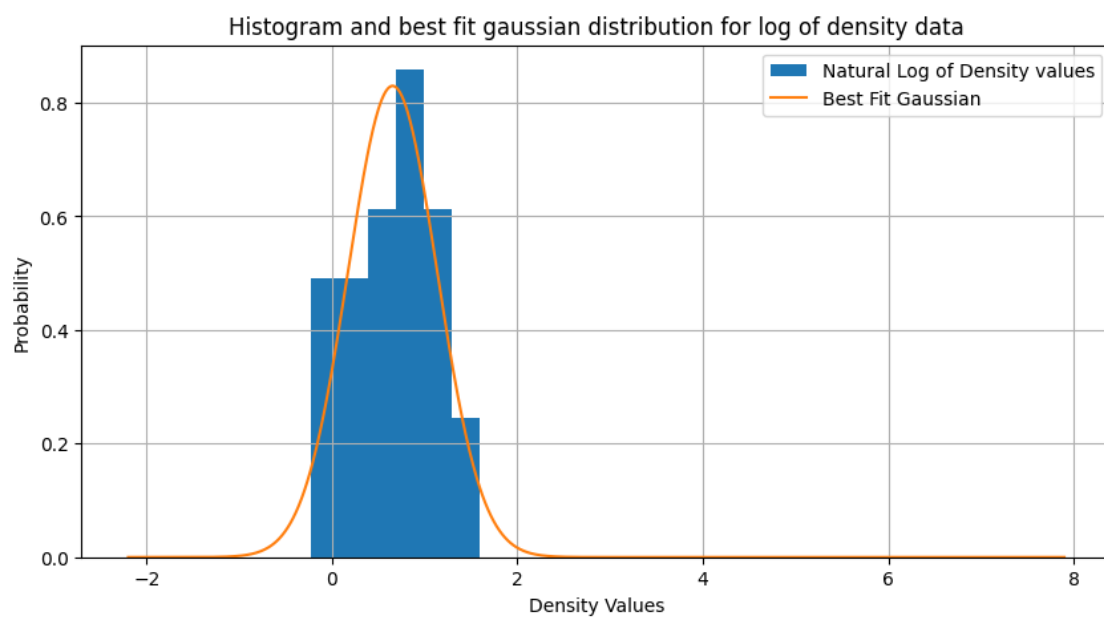 Histogram and best fit gaussian distribution for log of density data
Natural Log of Density values
Best Fit Gaussian
Probability
0.8
0.6
0.4
0.2
0.0
−2 0 2 4 6 8
Density Values